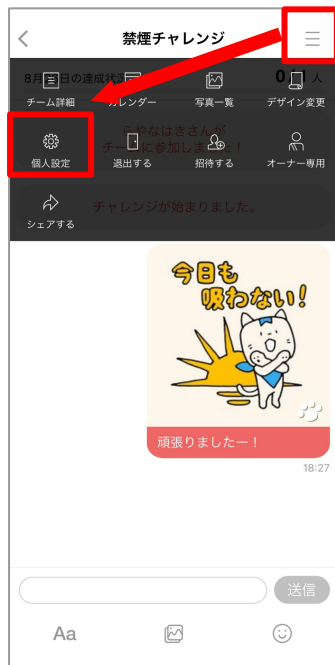 禁煙チャレンジ
8月 日の達成状況
0 人
チーム詳細
カレンダー
写真一覧
デザイン変更
らやなはきさんが
チームに参加しました!
個人設定
退出する
招待する
オーナー専用
チャレンジが始まりました。
シェアする
今日も
吸わない!
頑張りましたー!
18:27
送信
Aa